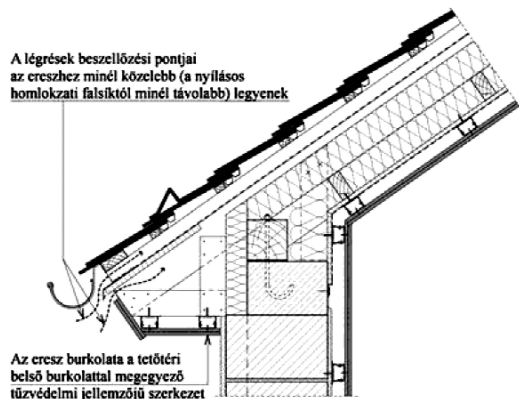 A légrések beszellőzési pontjai
az ereszhez minél közelebb (a nyílásos
homlokzati falsíktól minél távolabb) legyenek
Az eresz burkolata a tetőtéri
belső burkolattal megegyező
tűzvédelmi jellemzőjű szerkezet